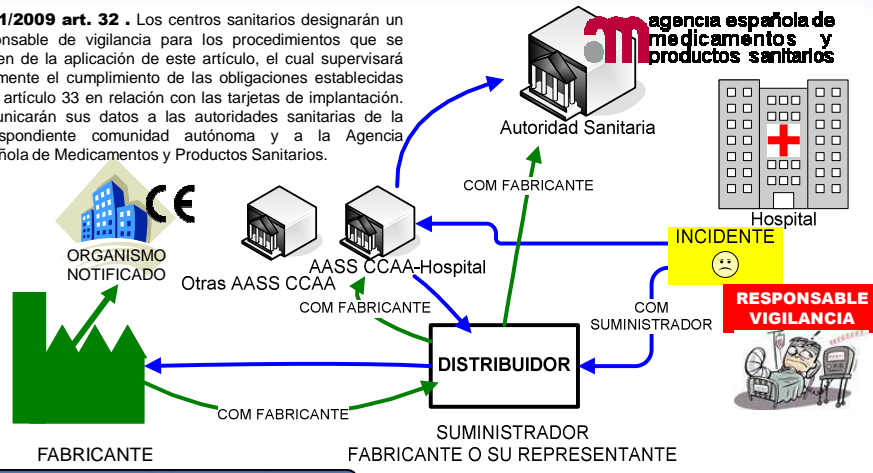 1/2009 art. 32 . Los centros sanitarios designarán un
onsable de vigilancia para los procedimientos que se
en de la aplicación de este artículo, el cual supervisará
mente el cumplimiento de las obligaciones establecidas
artículo 33 en relación con las tarjetas de implantación.
unicarán sus datos a las autoridades sanitarias de la
espondiente comunidad autónoma y a la Agencia
ñola de Medicamentos y Productos Sanitarios.
agencia española de
medicamentos y
productos sanitarios
Autoridad Sanitaria
COM FABRICANTE
Hospital
CE
ORGANISMO
NOTIFICADO
Otras AASS CCAA
AASS CCAA-Hospital
INCIDENTE
COM FABRICANTE
COM
SUMINISTRADOR
RESPONSABLE
VIGILANCIA
DISTRIBUIDOR
COM FABRICANTE
FABRICANTE
SUMINISTRADOR
FABRICANTE O SU REPRESENTANTE